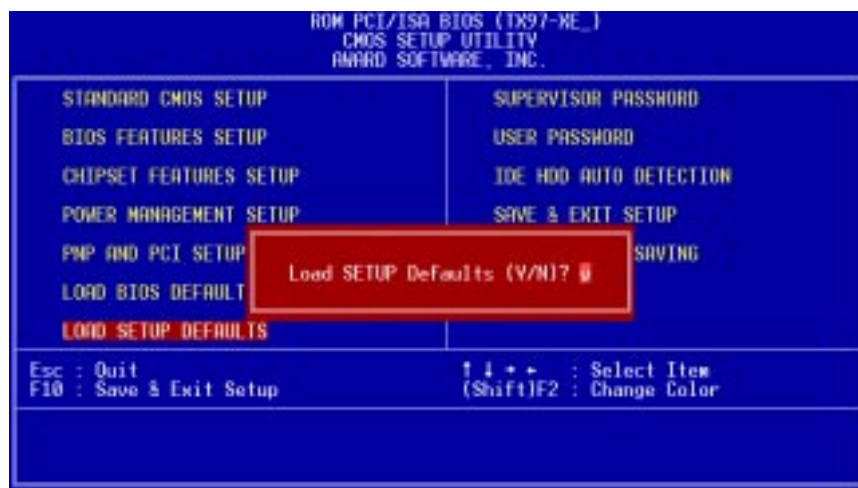 ROM PCI/ISA BIOS (TX97-XE_)
CMOS SETUP UTILITY
AWARD SOFTWARE, INC.
STANDARD CMOS SETUP
BIOS FEATURES SETUP
CHIPSET FEATURES SETUP
POWER MANAGEMENT SETUP
PNP AND PCI SETUP
LOAD BIOS DEFAULT
LOAD SETUP DEFAULTS
SUPERVISOR PASSWORD
USER PASSWORD
IDE HDD AUTO DETECTION
SAVE & EXIT SETUP
SAVING
Load SETUP Defaults (Y/N)?
Esc : Quit
F10 : Save & Exit Setup
↑ ↓ → ← : Select Item
(Shift)F2 : Change Color